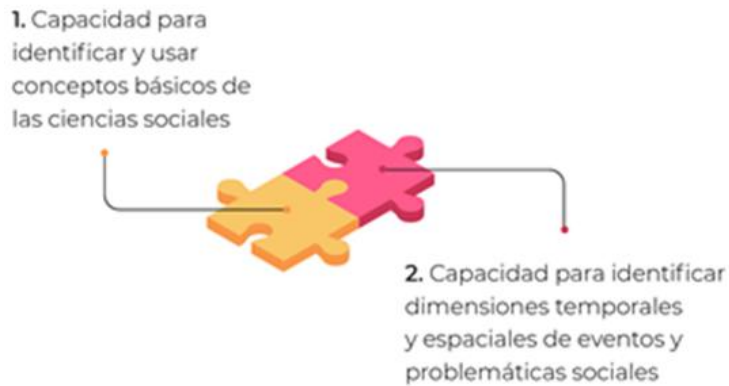 1. Capacidad para
identificar y usar
conceptos básicos de
las ciencias sociales
2. Capacidad para identificar
dimensiones temporales
y espaciales de eventos y
problemáticas sociales